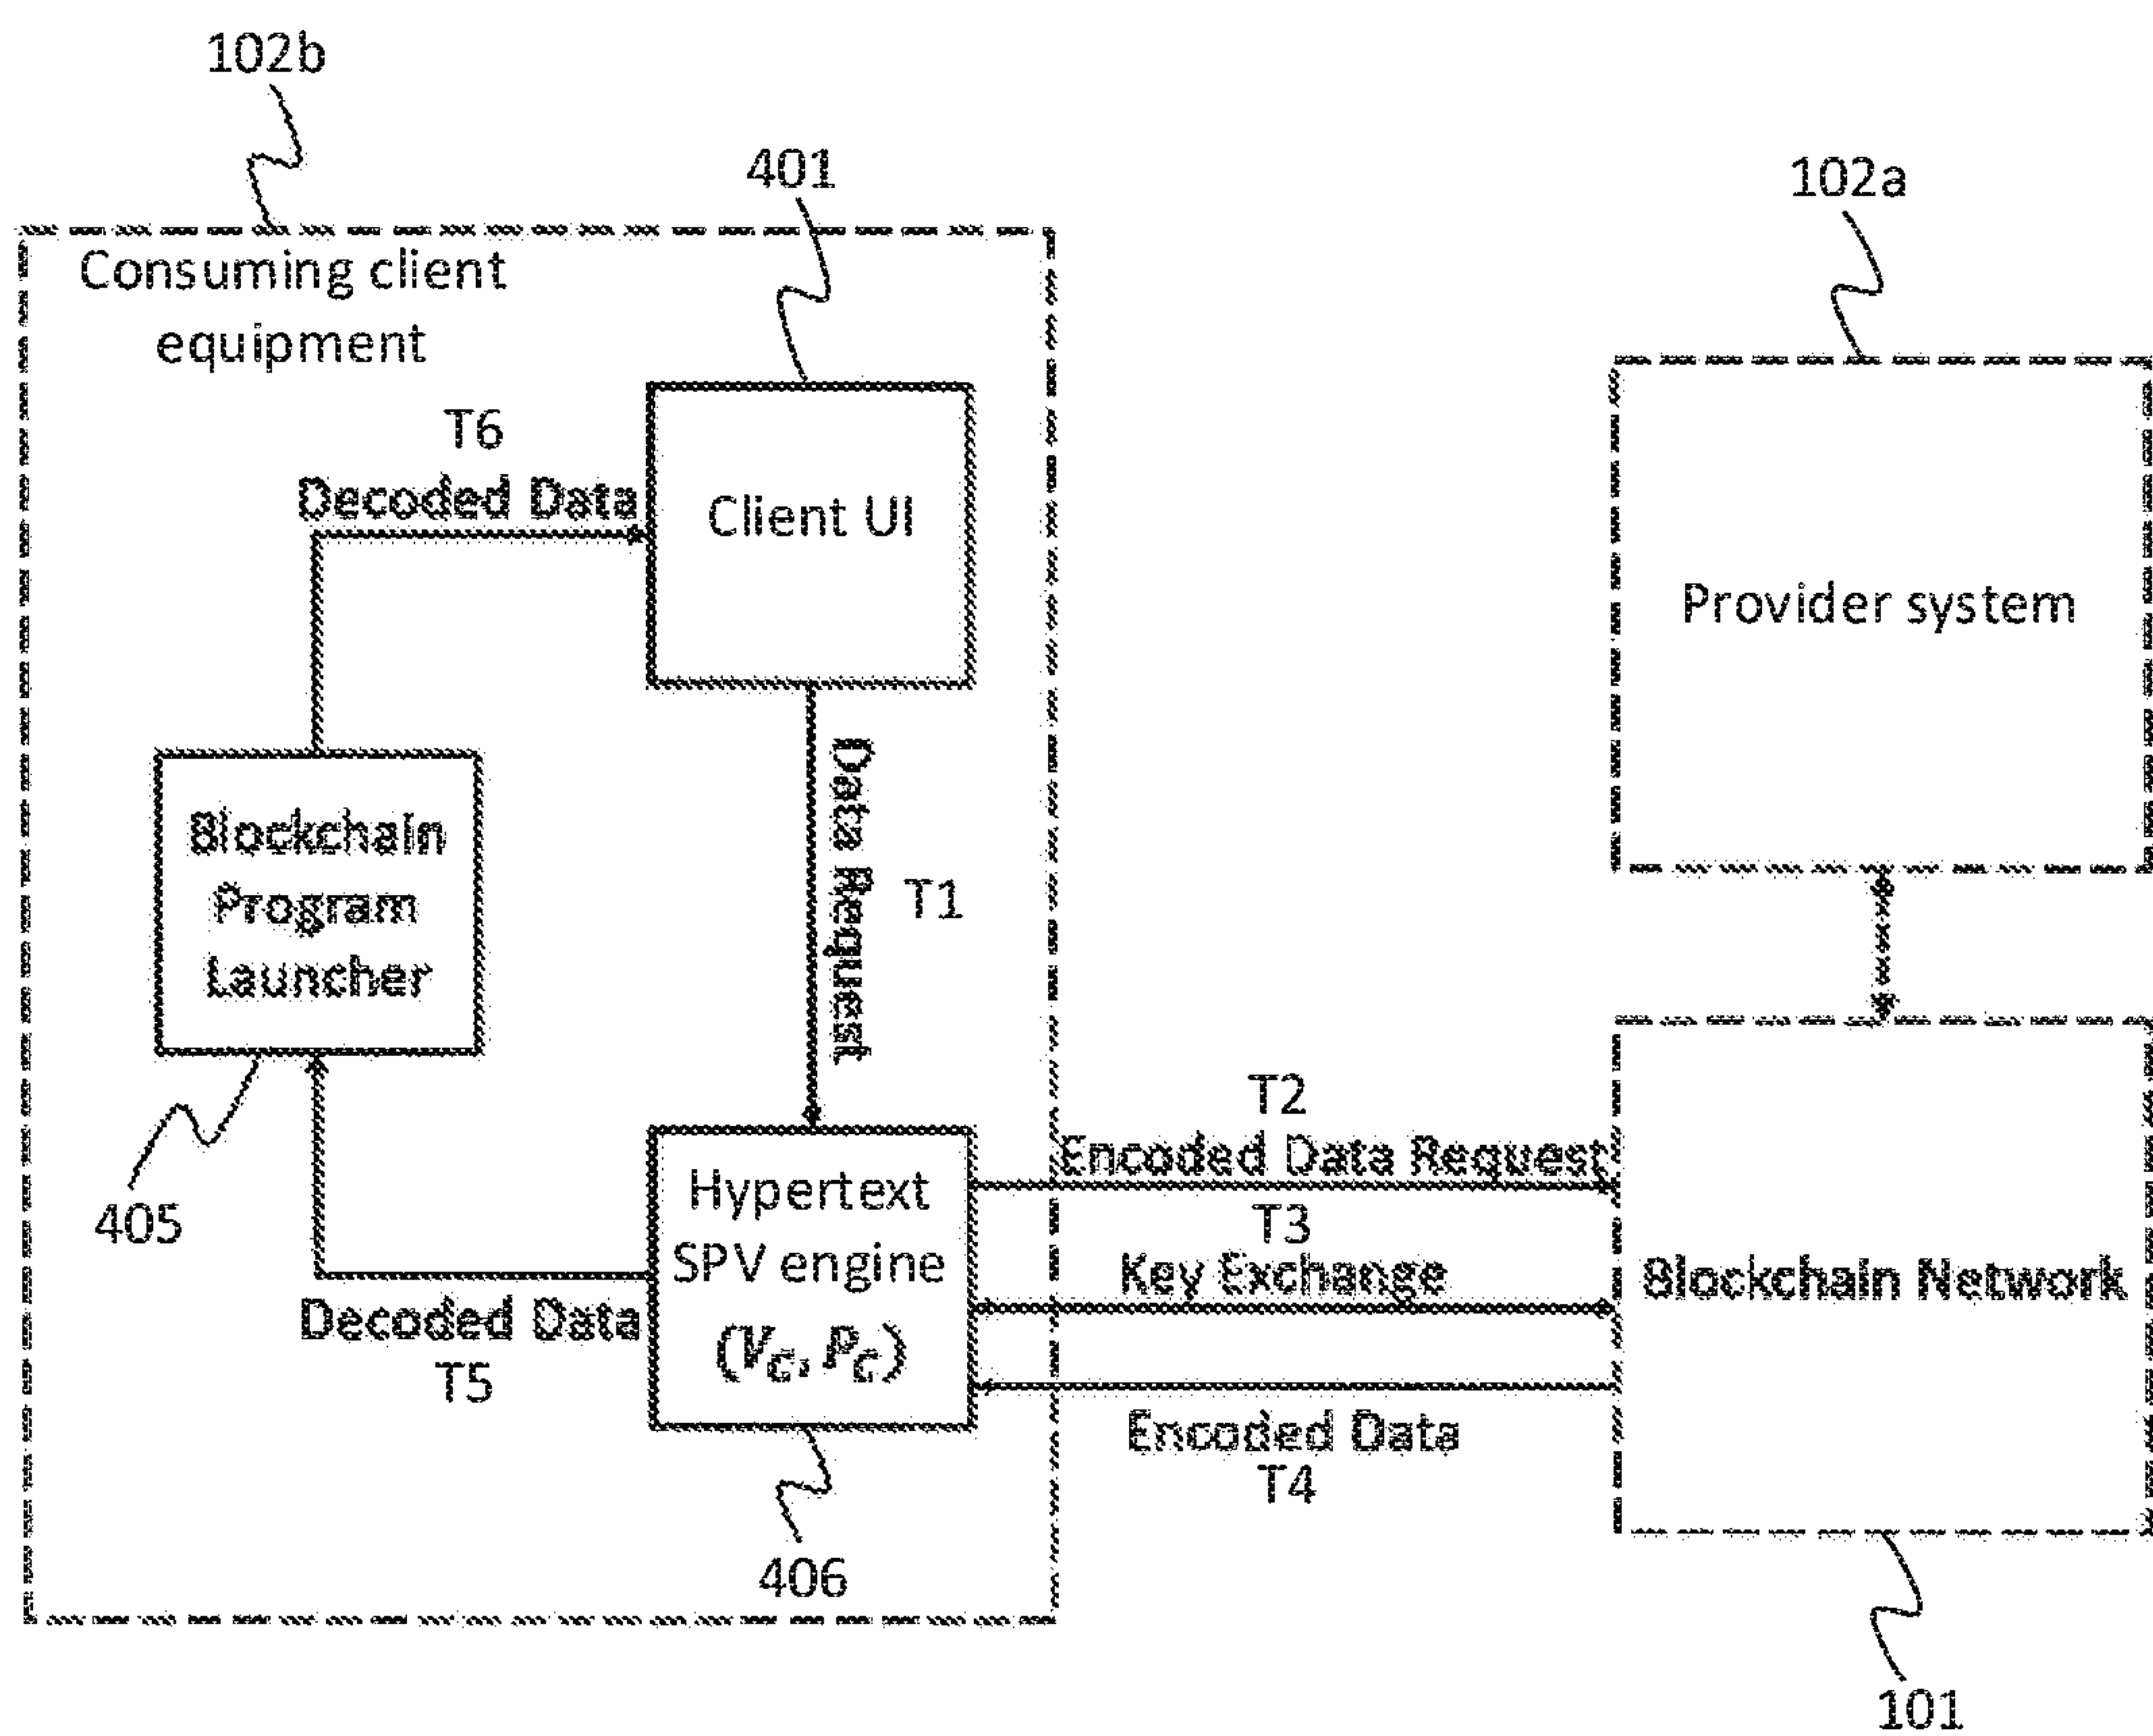 102b
401
102a
Consuming client
equipment
T6
Decoded Data
Client UI
Provider system
Data Request
T1
Blockchain
Program
Launcher
T2
Encoded Data Request
405
Hypertext
SPV engine
(V_C, P_C)
T3
Key Exchange
Blockchain Network
Decoded Data
T5
Encoded Data
T4
406
101